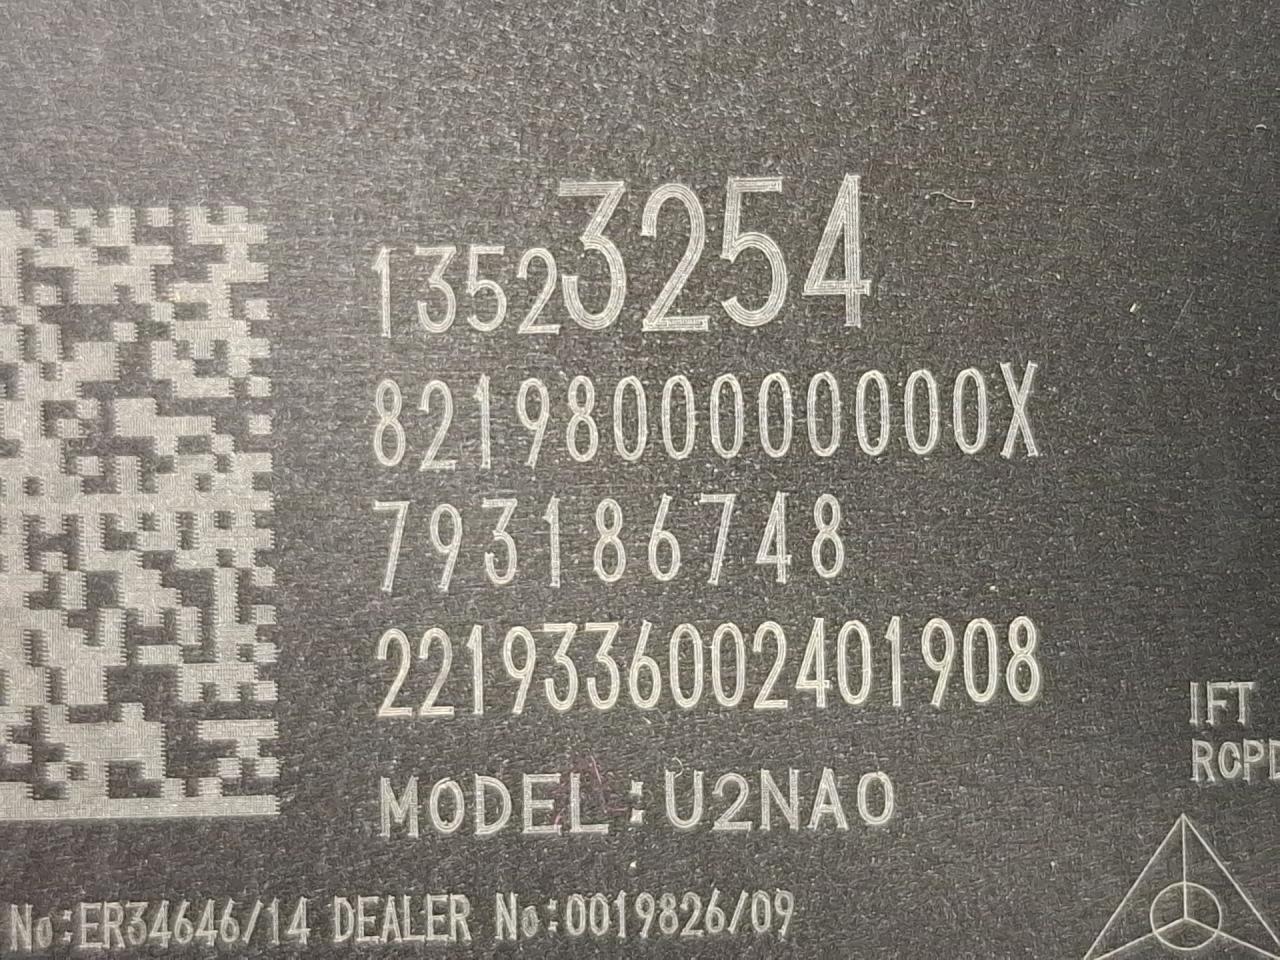 13523254
82198000000000X
793186748
2219336002401908
MODEL:U2NA0
IFT
RCPD
No:ER34646/14 DEALER No:0019826/09